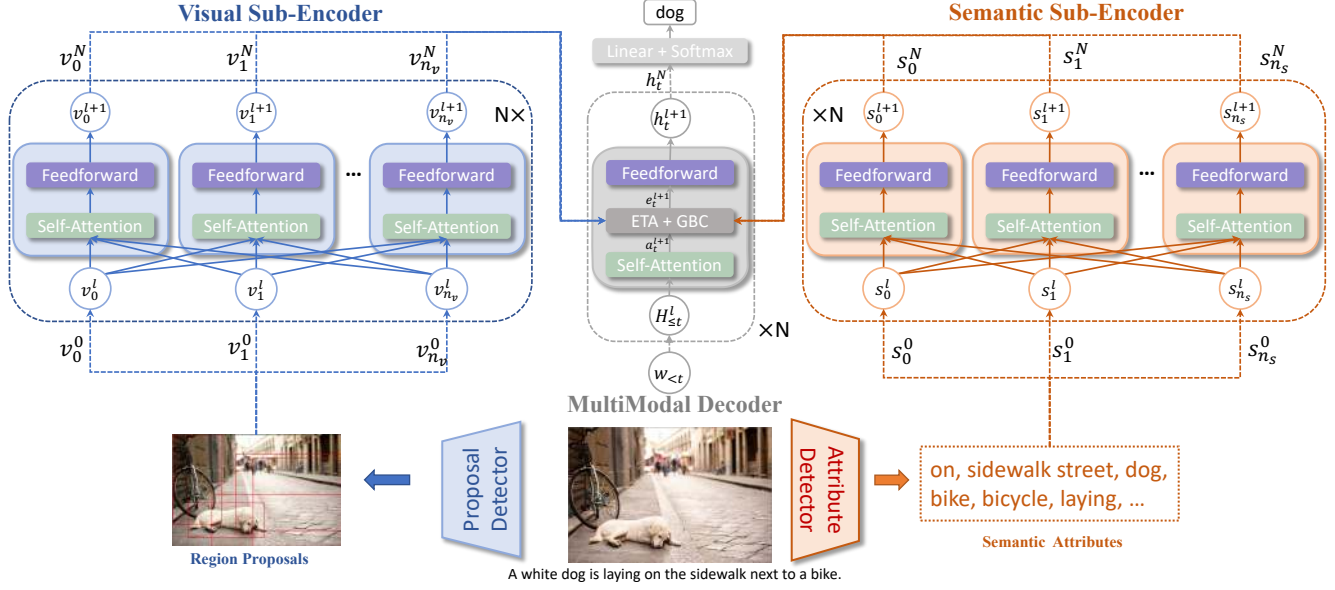 Visual Sub-Encoder
dog
Semantic Sub-Encoder
Linear + Softmax
v_0^N v_1^N v_{n_v}^N
h_t^N
s_0^N s_1^N s_{n_s}^N
v_0^{l+1} v_1^{l+1} v_{n_v}^{l+1} N×
h_t^{l+1}
×N s_0^{l+1} s_1^{l+1} s_{n_s}^{l+1}
Feedforward Feedforward ... Feedforward
Feedforward
Feedforward Feedforward ... Feedforward
e_t^{l+1}
Self-Attention Self-Attention Self-Attention
ETA + GBC
Self-Attention Self-Attention Self-Attention
a_t^{l+1}
Self-Attention
v_0^l v_1^l v_{n_v}^l
H_{≤t}^l
s_0^l s_1^l s_{n_s}^l
×N
v_0^0 v_1^0 v_{n_v}^0
w_{<t}
s_0^0 s_1^0 s_{n_s}^0
MultiModal Decoder
Proposal
Detector
Attribute
Detector
on, sidewalk street, dog,
bike, bicycle, laying, ...
Region Proposals
Semantic Attributes
A white dog is laying on the sidewalk next to a bike.